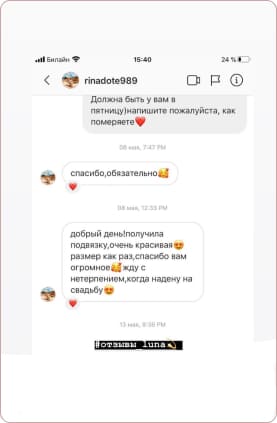 Билайн
15:40
24 %
rinadote989
Должна быть у вам в
пятницу)напишите пожалуйста, как
померяете❤️
06 мая, 7:47 PM
спасибо,обязательно🥰
08 мая, 12:33 PM
добрый день!получила
подвязку,очень красивая😍
размер как раз,спасибо вам
огромное🥰жду с
нетерпением,когда надену на
свадьбу😍
13 мая, 8:38 PM
#отзывы_luna💫